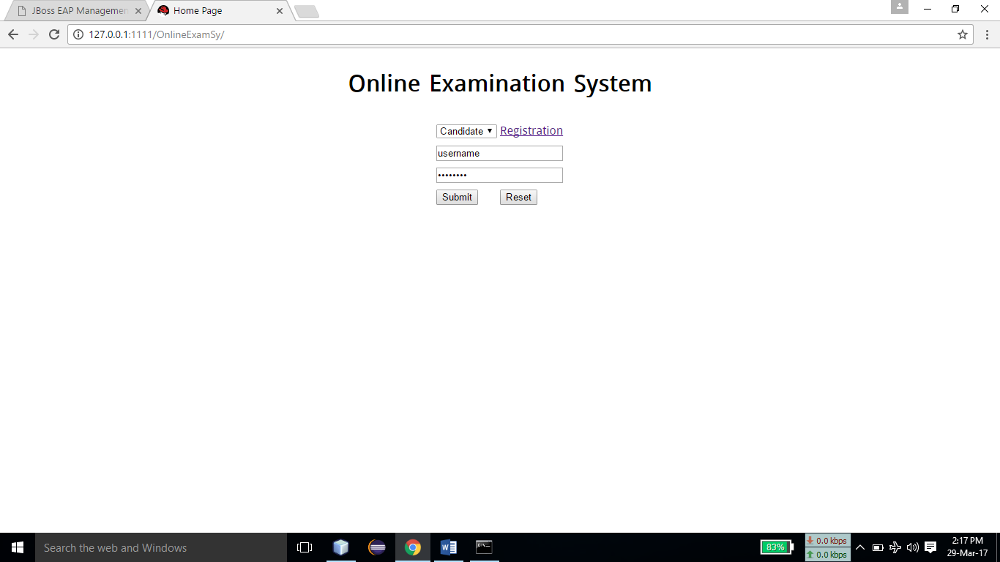 JBoss EAP Managemen
Home Page
127.0.0.1:1111/OnlineExamSy/
Online Examination System
Candidate Registration
username
••••••••
Submit Reset
Search the web and Windows
83%
0.0 kbps
0.0 kbps
2:17 PM
29-Mar-17